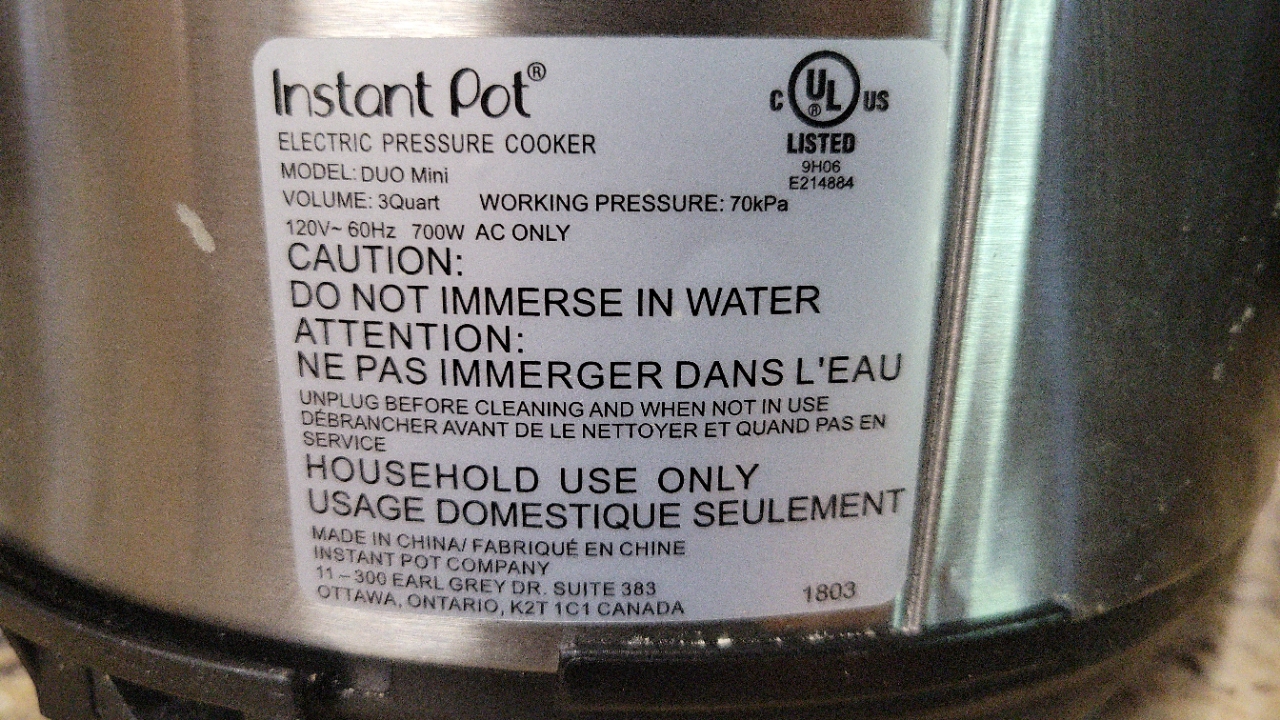 Instant Pot®
C UL® US
LISTED
9H06
E214884
ELECTRIC PRESSURE COOKER
MODEL: DUO Mini
VOLUME: 3Quart WORKING PRESSURE: 70kPa
120V~ 60Hz 700W AC ONLY
CAUTION:
DO NOT IMMERSE IN WATER
ATTENTION:
NE PAS IMMERGER DANS L'EAU
UNPLUG BEFORE CLEANING AND WHEN NOT IN USE
DÉBRANCHER AVANT DE LE NETTOYER ET QUAND PAS EN
SERVICE
HOUSEHOLD USE ONLY
USAGE DOMESTIQUE SEULEMENT
MADE IN CHINA/ FABRIQUÉ EN CHINE
INSTANT POT COMPANY
11–300 EARL GREY DR. SUITE 383
OTTAWA, ONTARIO, K2T 1C1 CANADA
1803